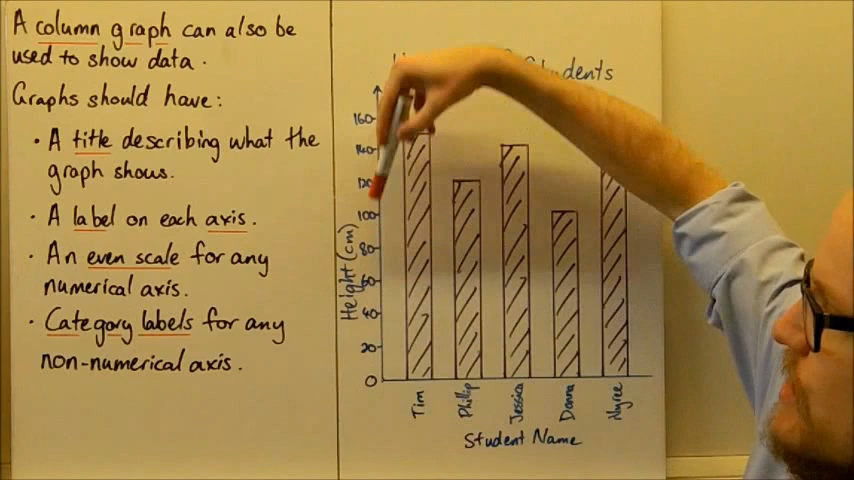 A column graph can also be
used to show data.
Graphs should have:
• A title describing what the
graph shows.
• A label on each axis.
• An even scale for any
numerical axis.
• Category labels for any
non-numerical axis.
Students
160
140
120
100
80
60
40
20
0
Height (cm)
Tim
Phillip
Jessica
Donna
Nyree
Student Name